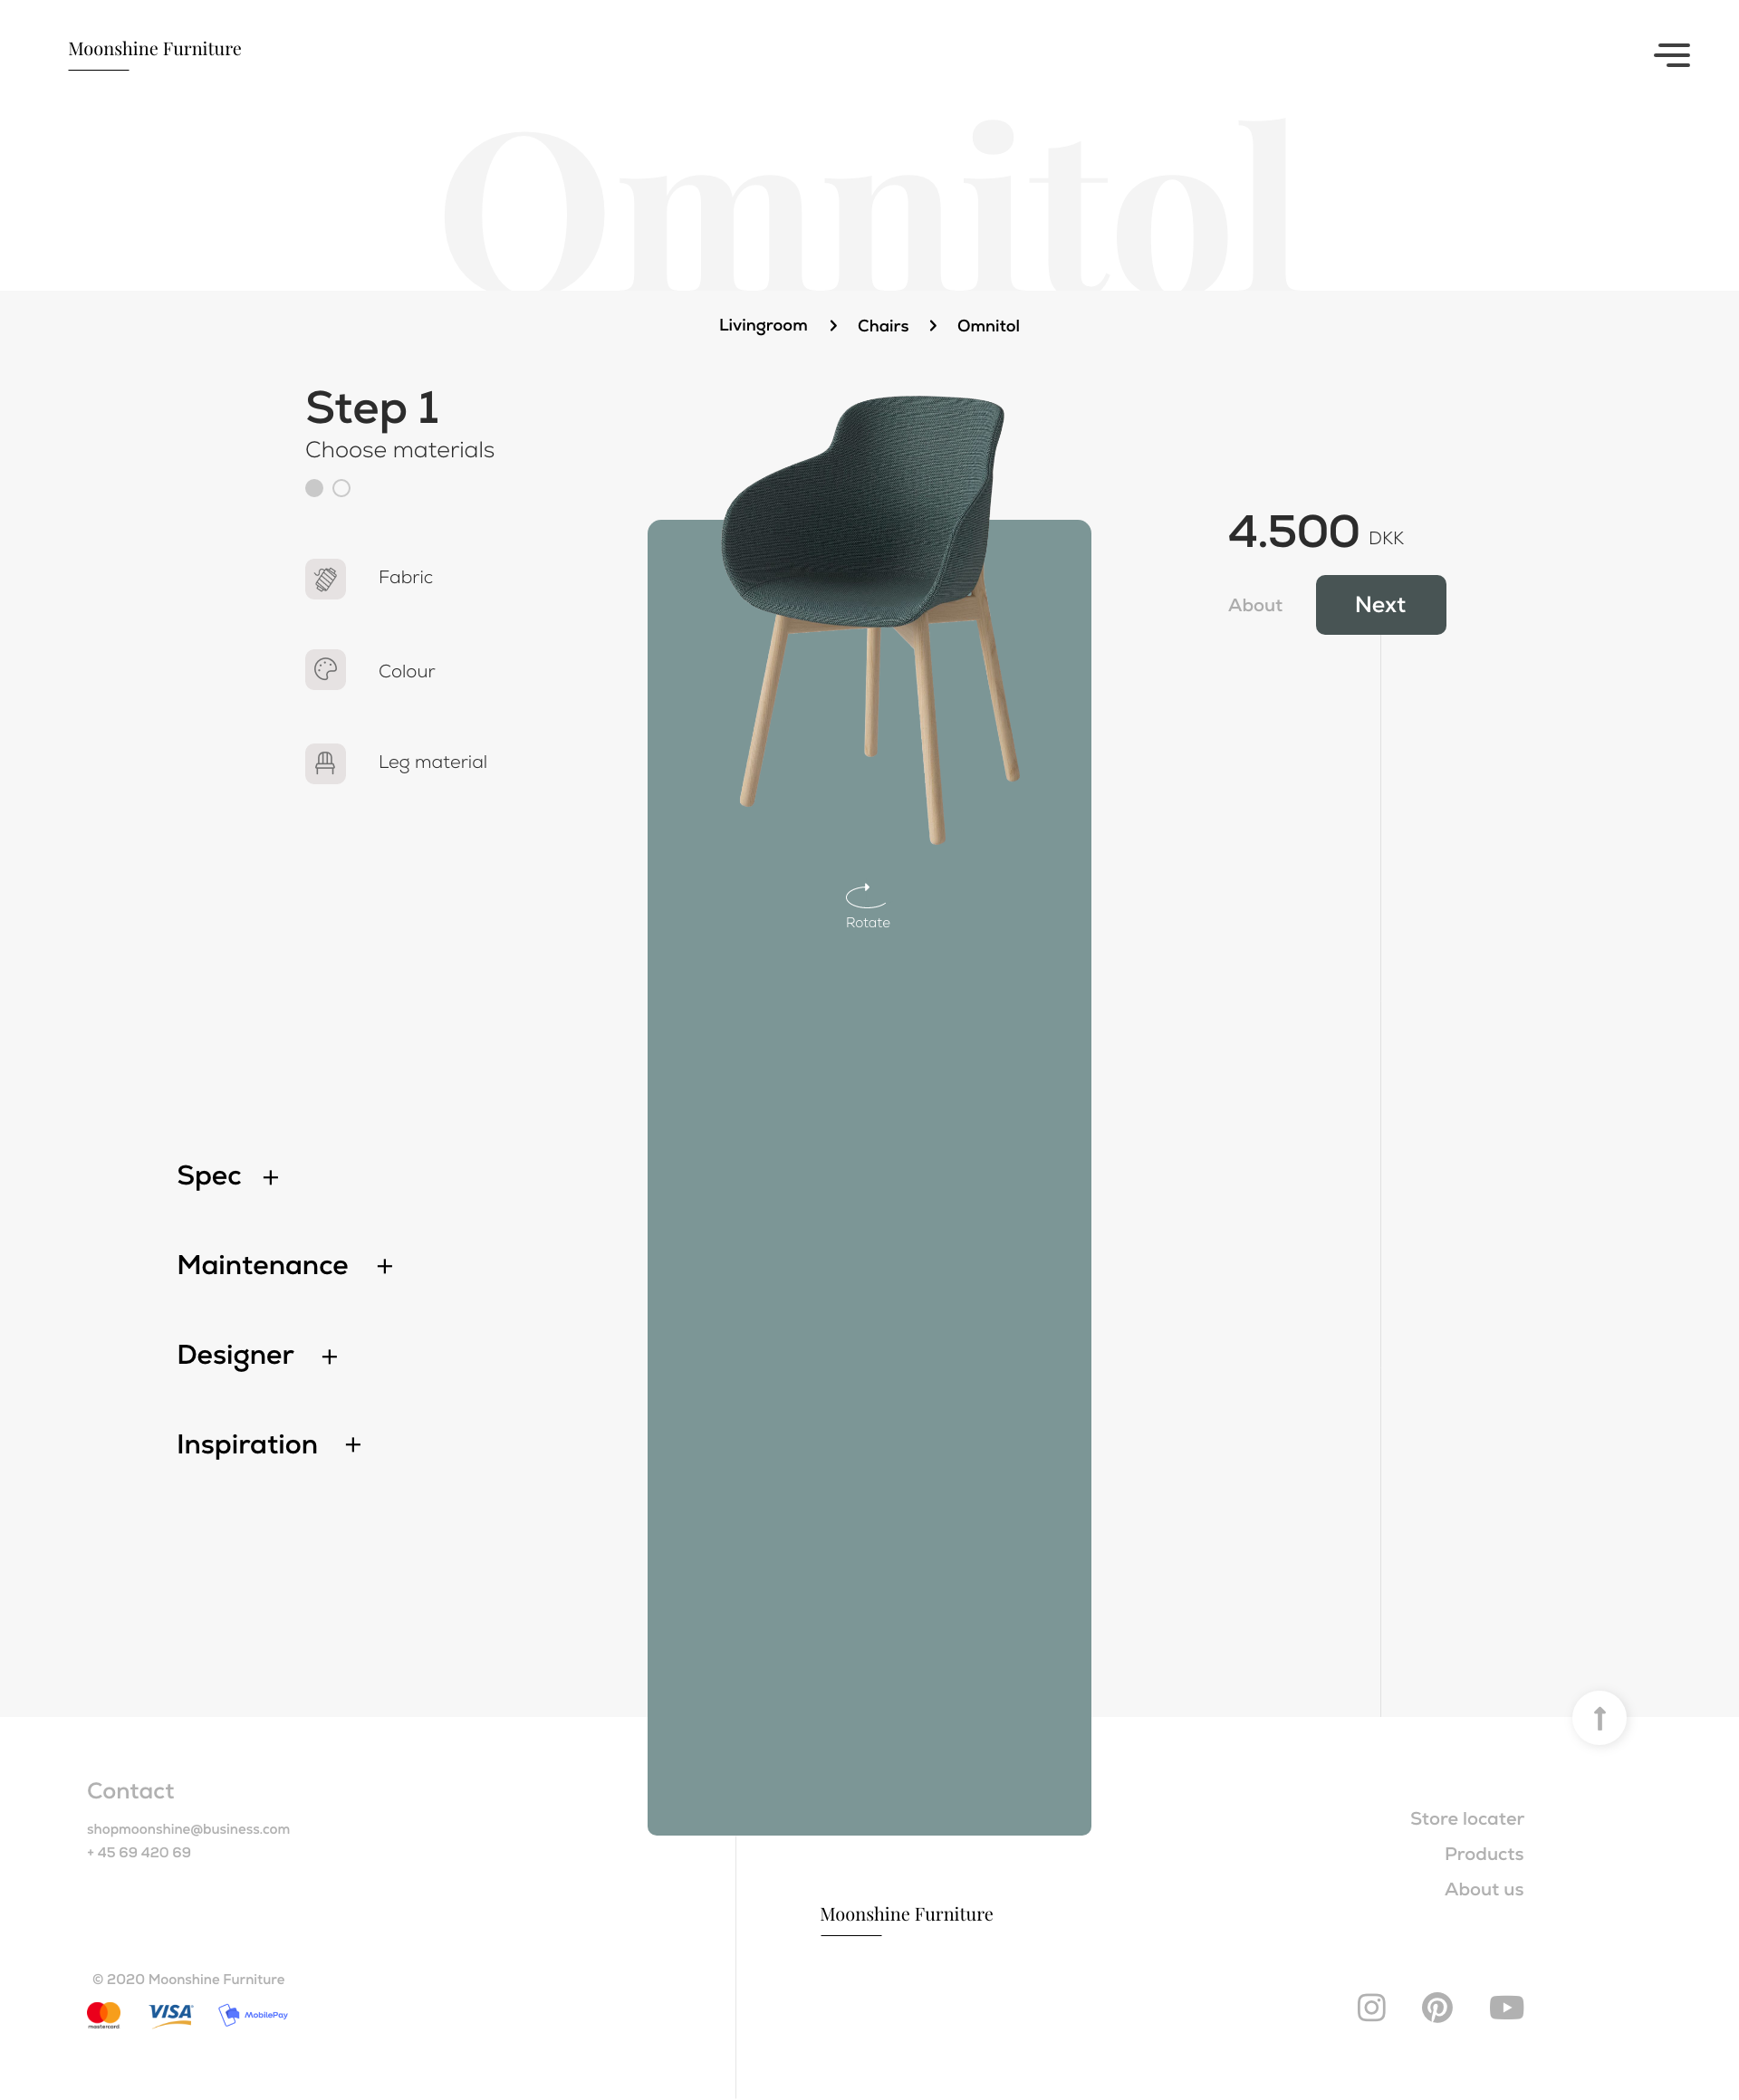 Moonshine Furniture
Omnitol
Livingroom > Chairs > Omnitol
Step 1
Choose materials
Fabric
Colour
Leg material
4.500 DKK
About
Next
Rotate
Spec +
Maintenance +
Designer +
Inspiration +
Contact
shopmoonshine@business.com
+ 45 69 420 69
Store locater
Products
About us
Moonshine Furniture
© 2020 Moonshine Furniture
mastercard
VISA
MobilePay